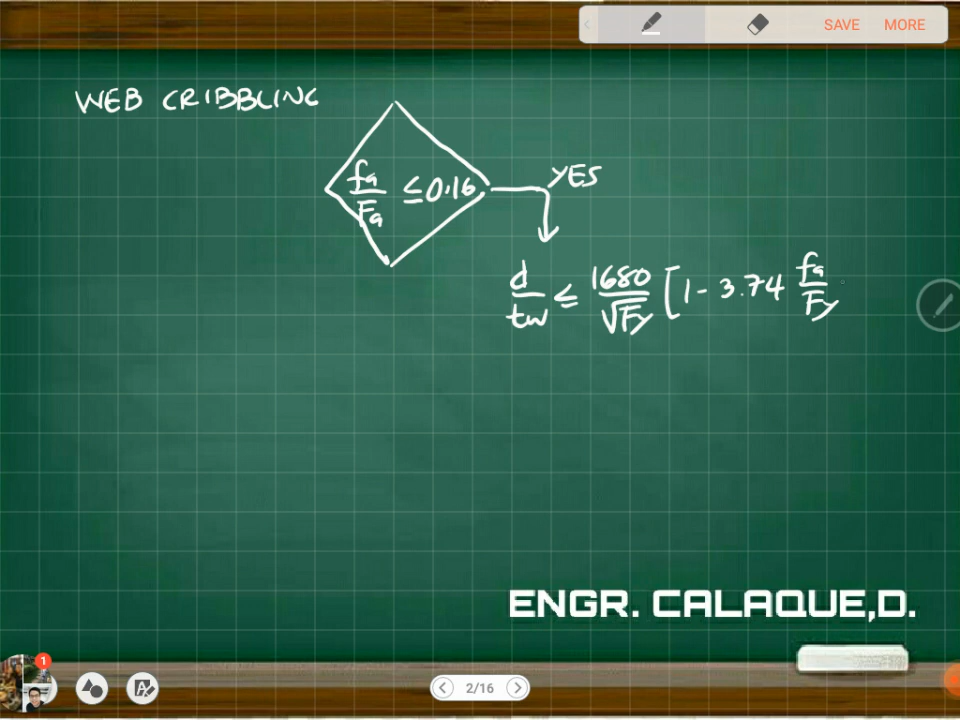 SAVE MORE
WEB CRIBBLING
fa/Fa ≤ 0.16
YES
d/tw ≤ 1680/√Fy [1 - 3.74 fa/Fy
ENGR. CALAQUE,D.
1
A
2/16